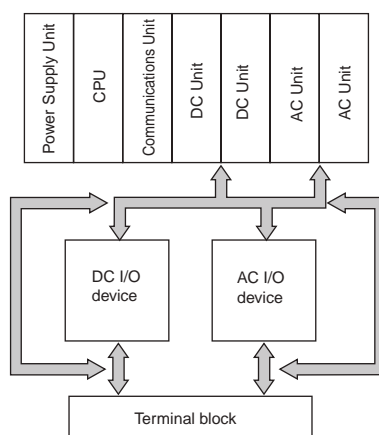 Power Supply Unit
CPU
Communications Unit
DC Unit
DC Unit
AC Unit
AC Unit
DC I/O
device
AC I/O
device
Terminal block